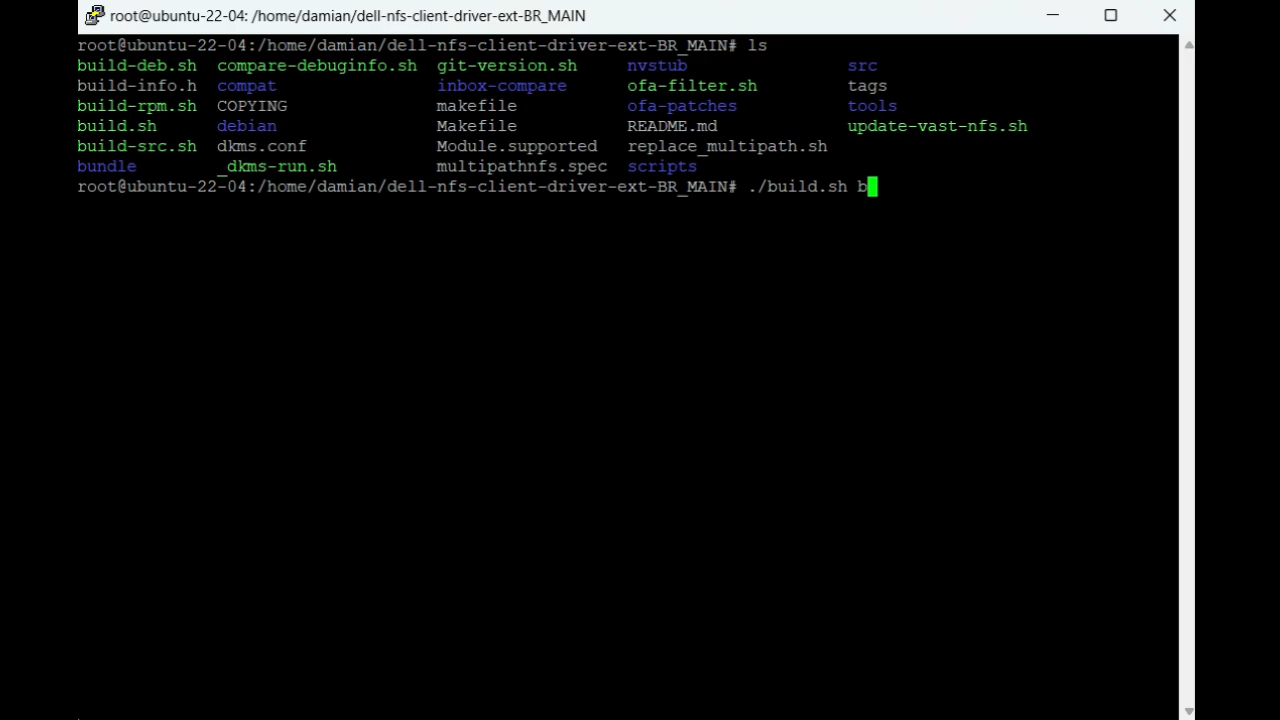 root@ubuntu-22-04: /home/damian/dell-nfs-client-driver-ext-BR_MAIN
root@ubuntu-22-04:/home/damian/dell-nfs-client-driver-ext-BR_MAIN# ls
build-deb.sh compare-debuginfo.sh git-version.sh nvstub src
build-info.h compat inbox-compare ofa-filter.sh tags
build-rpm.sh COPYING makefile ofa-patches tools
build.sh debian Makefile README.md update-vast-nfs.sh
build-src.sh dkms.conf Module.supported replace_multipath.sh
bundle _dkms-run.sh multipathnfs.spec scripts
root@ubuntu-22-04:/home/damian/dell-nfs-client-driver-ext-BR_MAIN# ./build.sh b